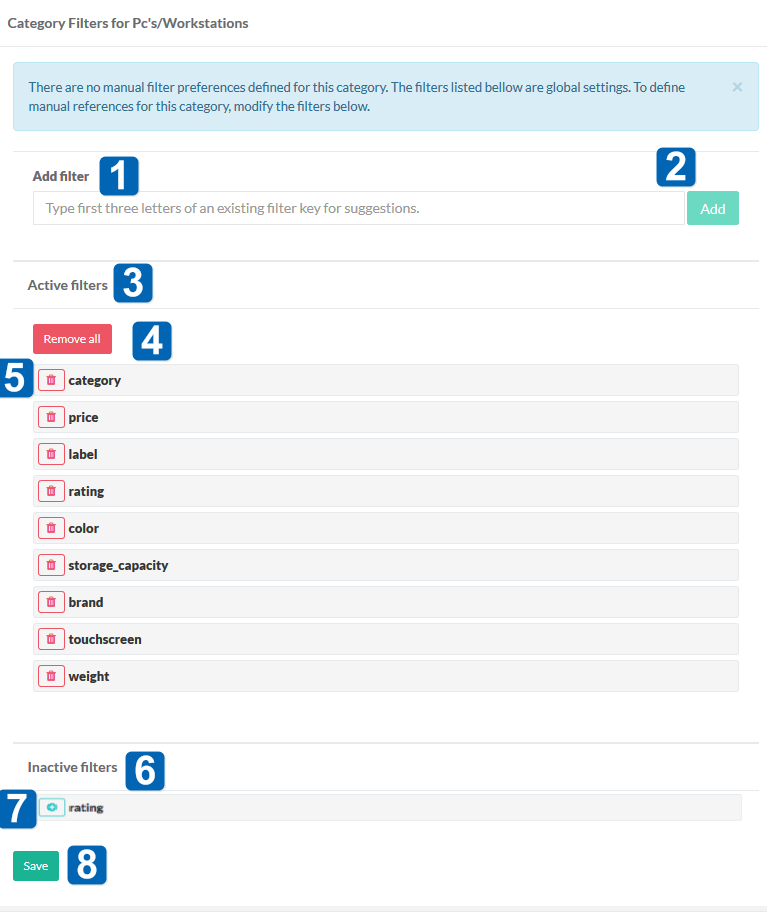 Category Filters for Pc's/Workstations
There are no manual filter preferences defined for this category. The filters listed bellow are global settings. To define
manual references for this category, modify the filters below.
×
Add filter 1
2
Type first three letters of an existing filter key for suggestions.
Add
Active filters 3
Remove all 4
5 category
price
label
rating
color
storage_capacity
brand
touchscreen
weight
Inactive filters 6
7 rating
Save 8